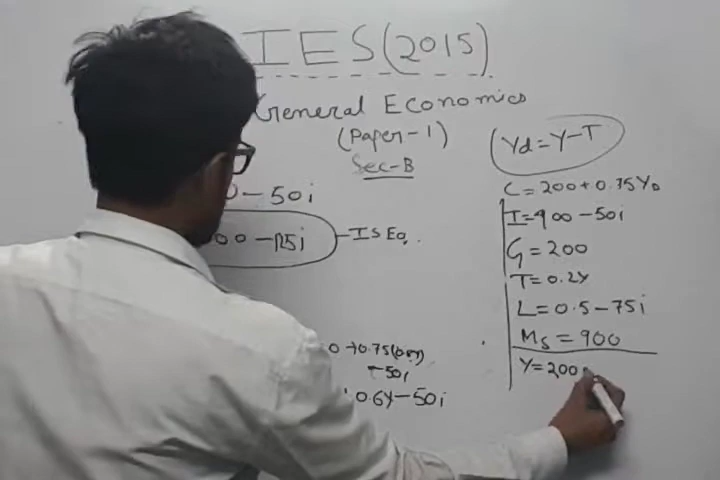 IES(2015)
General Economics
(Paper-1)
Sec-B
0-50i
00-125i
IS Eq.
0+0.75(0.8Y)
-50i
0.6Y-50i
Yd=Y-T
C=200+0.75YD
I=900-50i
G=200
T=0.2Y
L=0.5-75i
Ms=900
Y=200